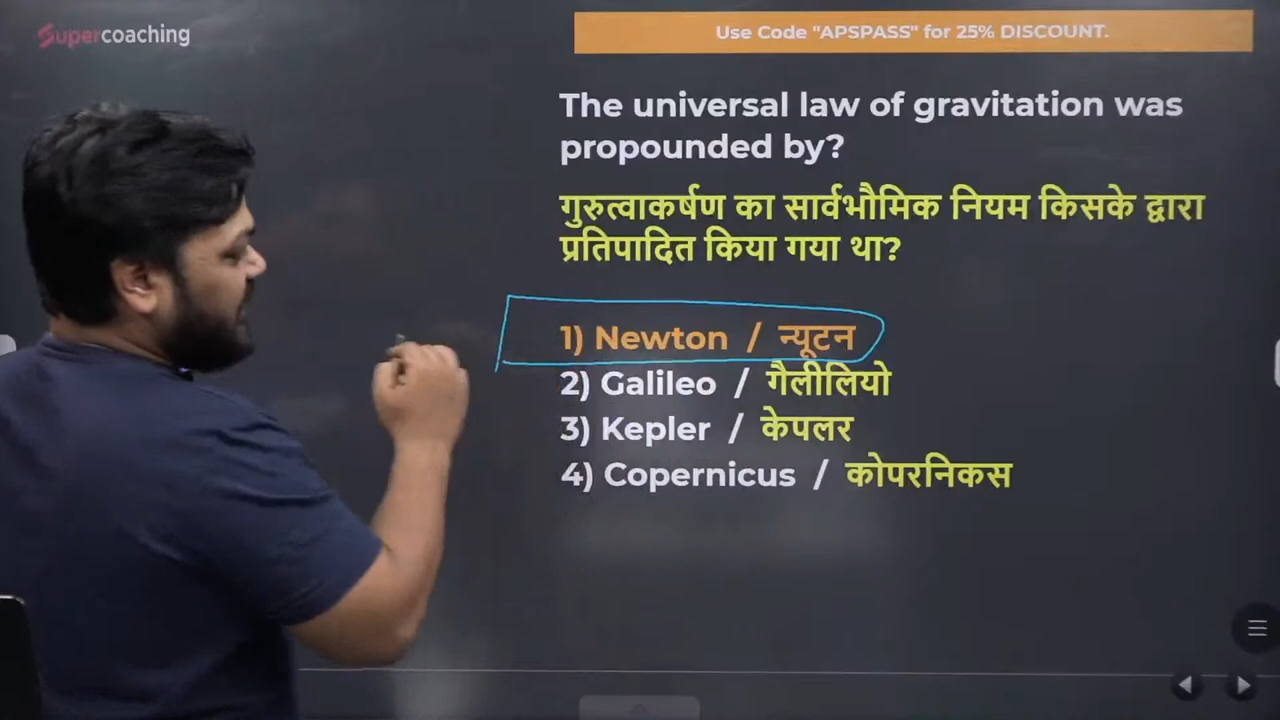 Supercoaching
Use Code "APSPASS" for 25% DISCOUNT.
The universal law of gravitation was
propounded by?
गुरुत्वाकर्षण का सार्वभौमिक नियम किसके द्वारा
प्रतिपादित किया गया था?
1) Newton / न्यूटन
2) Galileo / गैलीलियो
3) Kepler / केपलर
4) Copernicus / कोपरनिकस